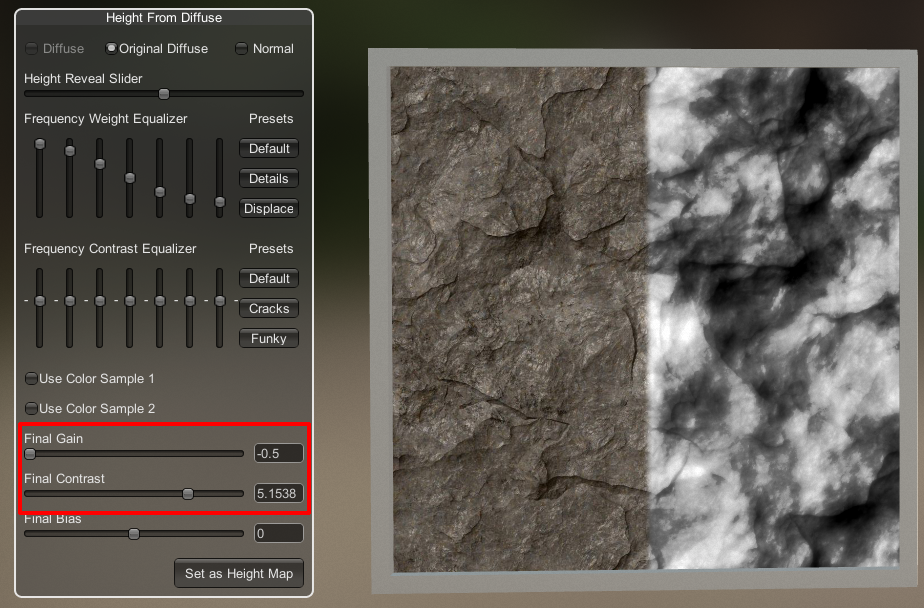 Height From Diffuse
Diffuse Original Diffuse Normal
Height Reveal Slider
Frequency Weight Equalizer Presets
Default
Details
Displace
Frequency Contrast Equalizer Presets
Default
Cracks
Funky
Use Color Sample 1
Use Color Sample 2
Final Gain
-0.5
Final Contrast
5.1538
Final Bias
0
Set as Height Map